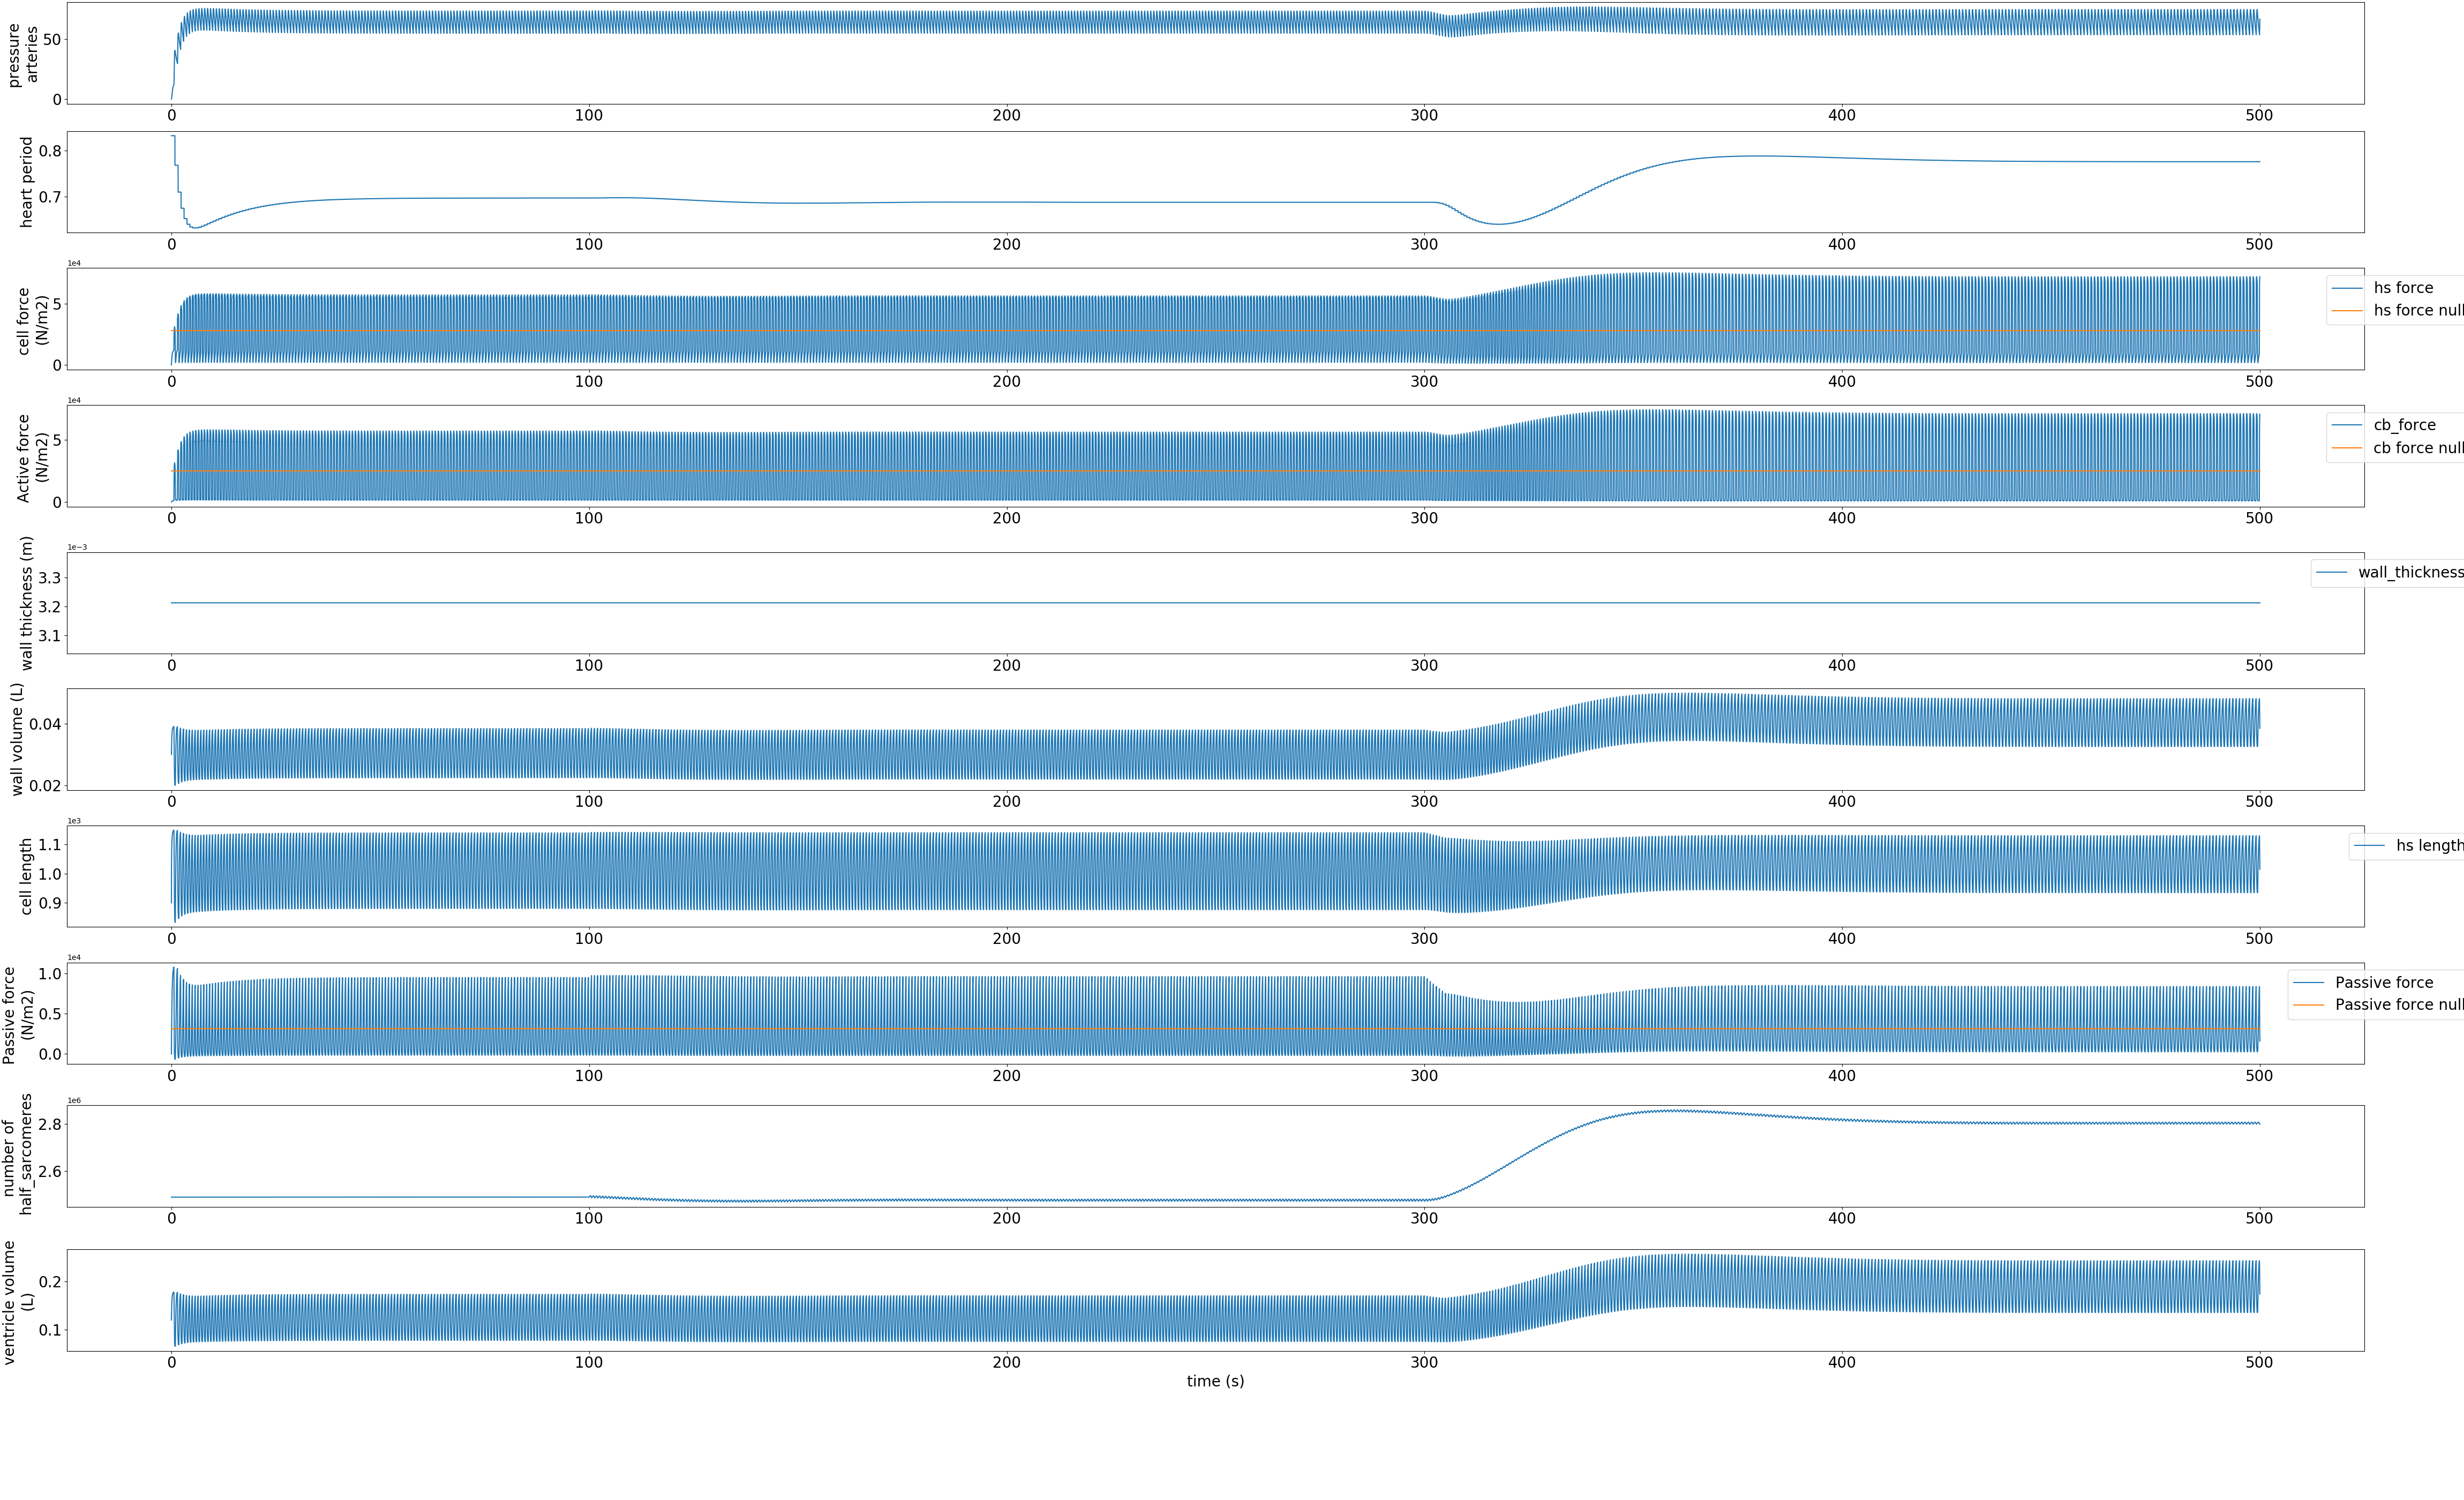 pressure
arteries
50
0
0 100 200 300 400 500
heart period
0.8
0.7
0 100 200 300 400 500
1e4
cell force
(N/m2)
5
0
hs force
hs force null
0 100 200 300 400 500
1e4
Active force
(N/m2)
5
0
cb_force
cb force null
0 100 200 300 400 500
1e−3
wall thickness (m)
3.3
3.2
3.1
wall_thickness
0 100 200 300 400 500
wall volume (L)
0.04
0.02
0 100 200 300 400 500
1e3
cell length
1.1
1.0
0.9
hs length
0 100 200 300 400 500
1e4
Passive force
(N/m2)
1.0
0.5
0.0
Passive force
Passive force null
0 100 200 300 400 500
1e6
number of
half_sarcomeres
2.8
2.6
0 100 200 300 400 500
ventricle volume
(L)
0.2
0.1
0 100 200 300 400 500
time (s)